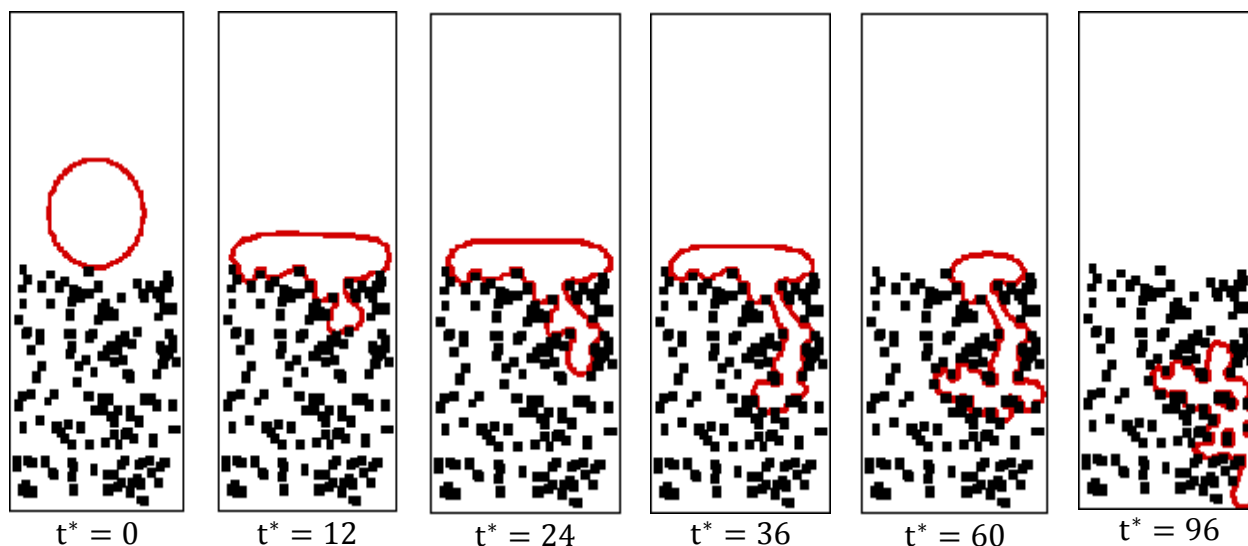 t* = 0
t* = 12
t* = 24
t* = 36
t* = 60
t* = 96